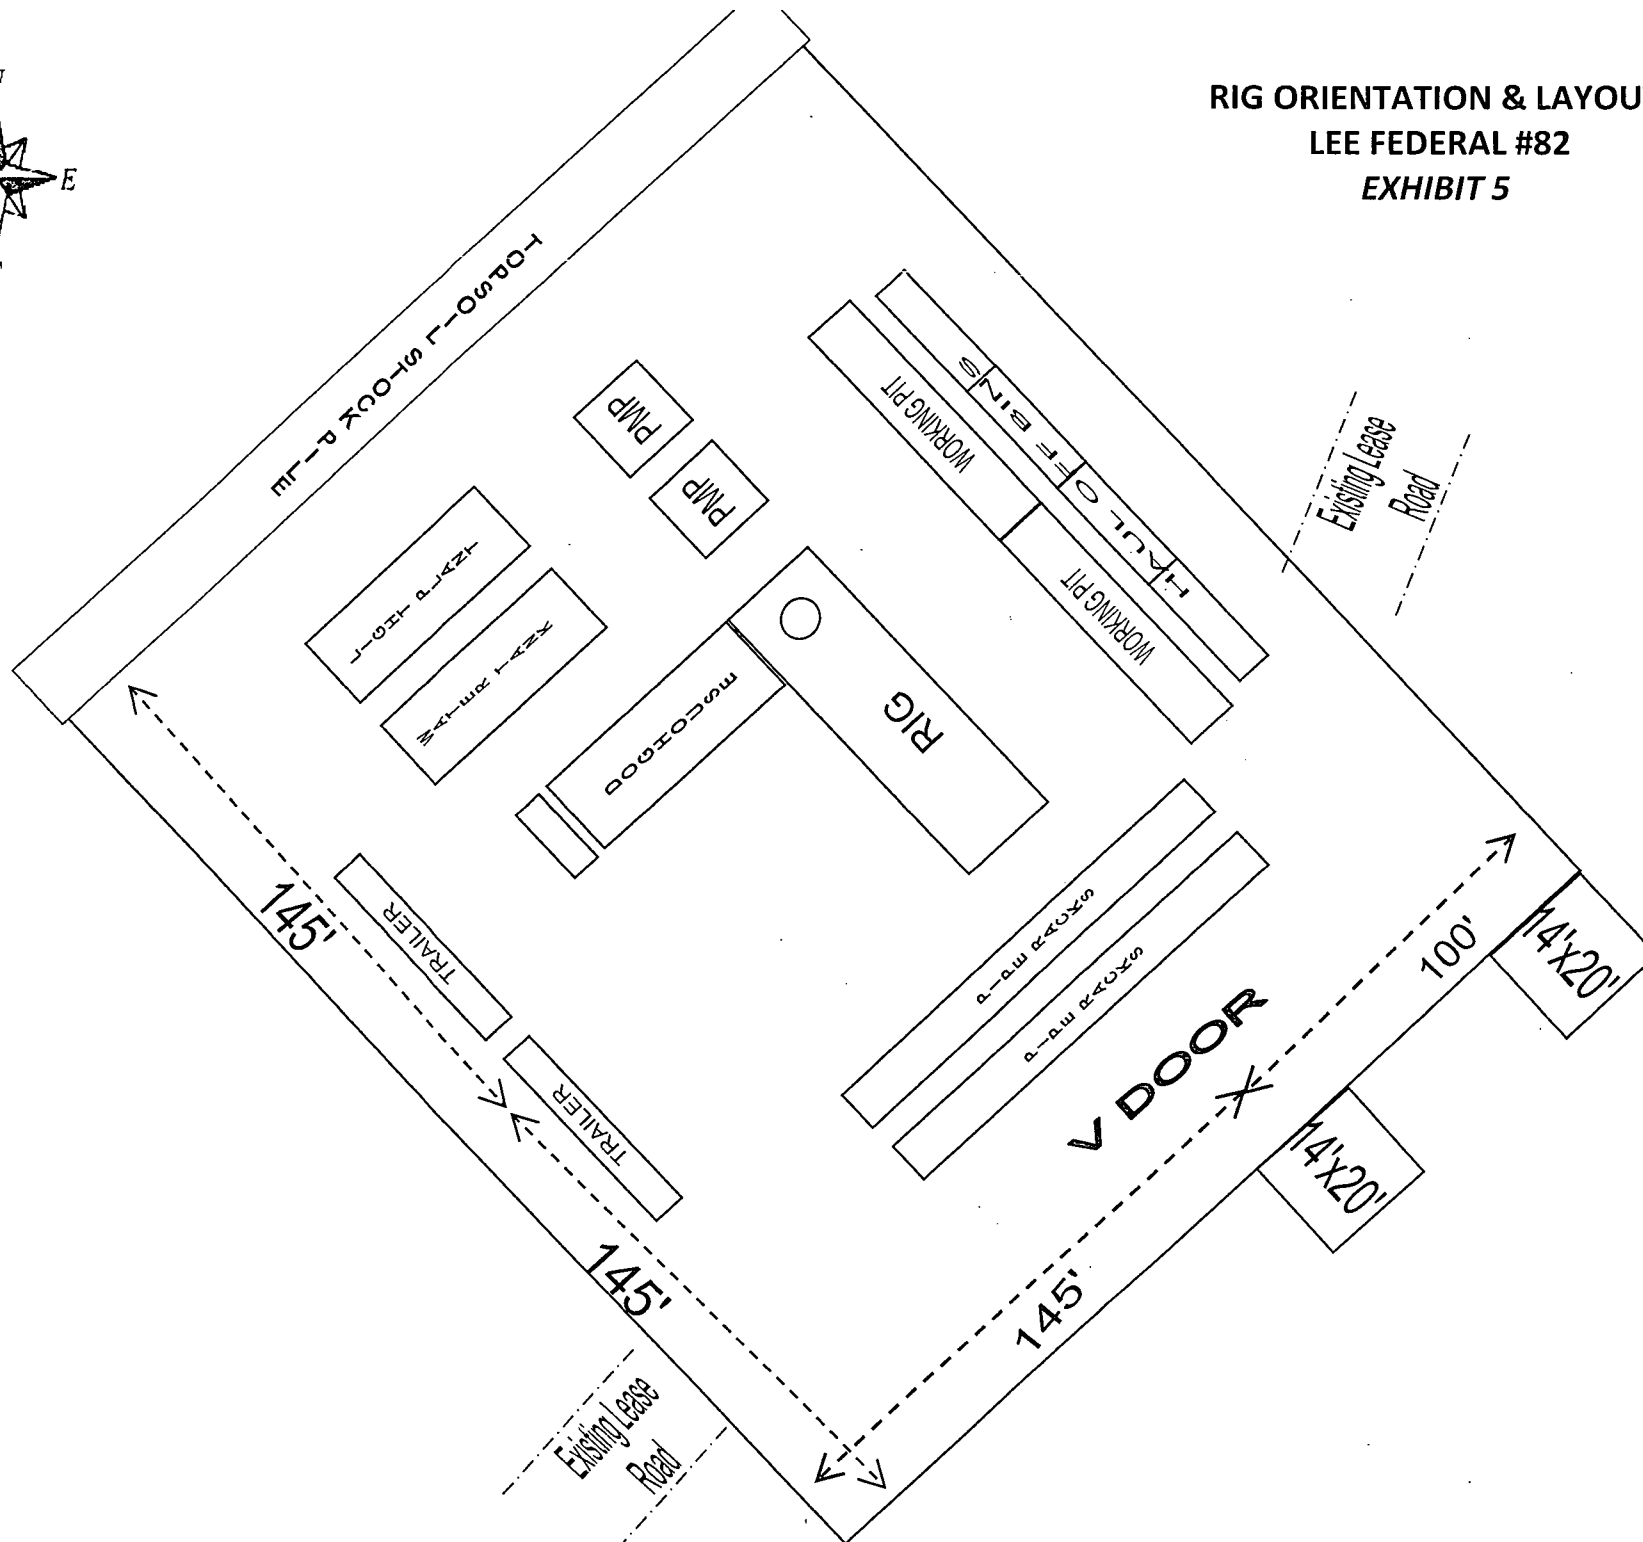 RIG ORIENTATION & LAYOU
LEE FEDERAL #82
EXHIBIT 5
E
TOPSOIL STOCKPILE
PMP
PMP
HAUL OFF BINS
WORKING PIT
WORKING PIT
Existing Lease
Road
LIGHT PLANT
WATER TANK
DOGHOUSE
RIG
TRAILER
TRAILER
145'
145'
PIPE RACKS
PIPE RACKS
V DOOR
100'
145'
14'x20'
14'x20'
Existing Lease
Road